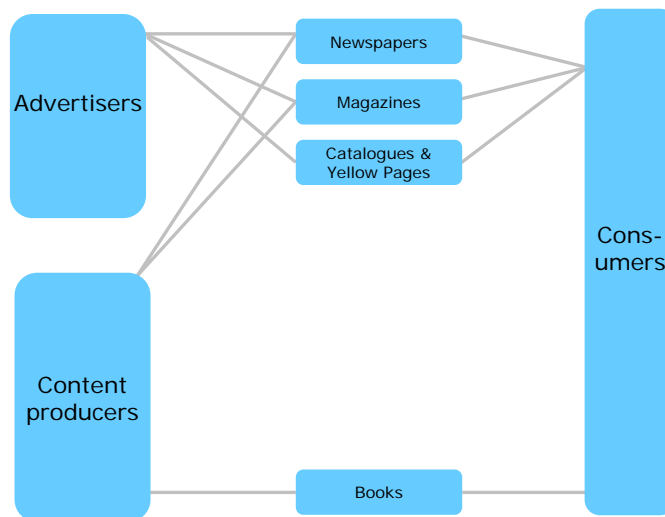 Newspapers
Advertisers
Magazines
Catalogues &
Yellow Pages
Cons-
umers
Content
producers
Books